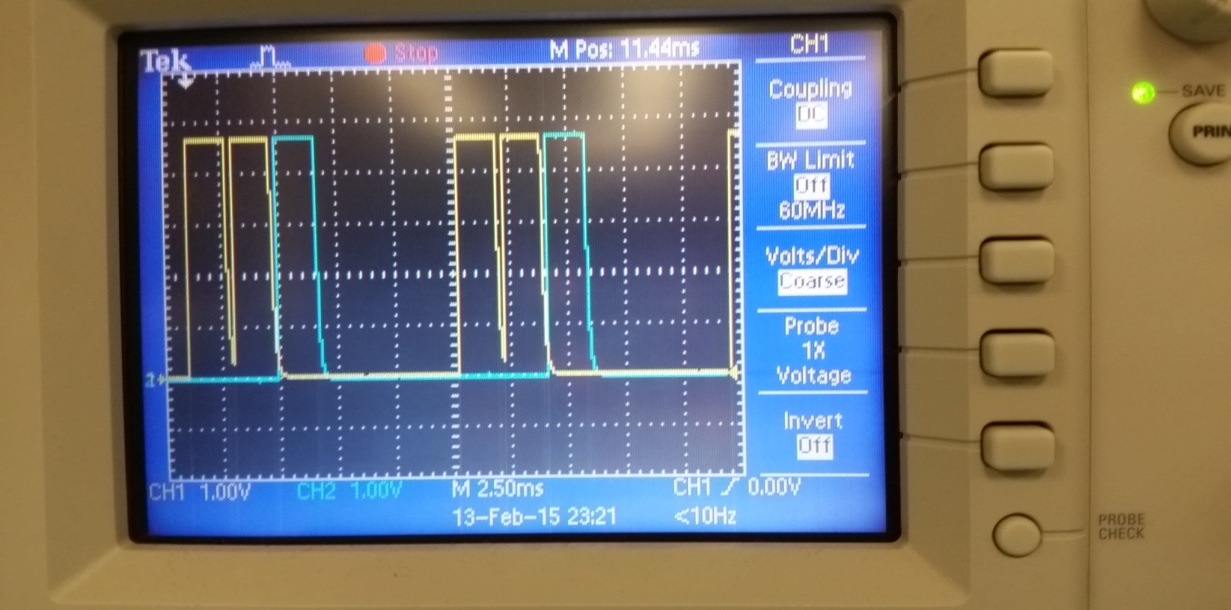 Tek Stop M Pos: 11.44ms CH1
Coupling
DC
BW Limit
Off
60MHz
Volts/Div
Coarse
Probe
1X
Voltage
Invert
Off
2
CH1 1.00V CH2 1.00V M 2.50ms CH1 0.00V
13-Feb-15 23:21 <10Hz
SAVE
PRIN
PROBE
CHECK